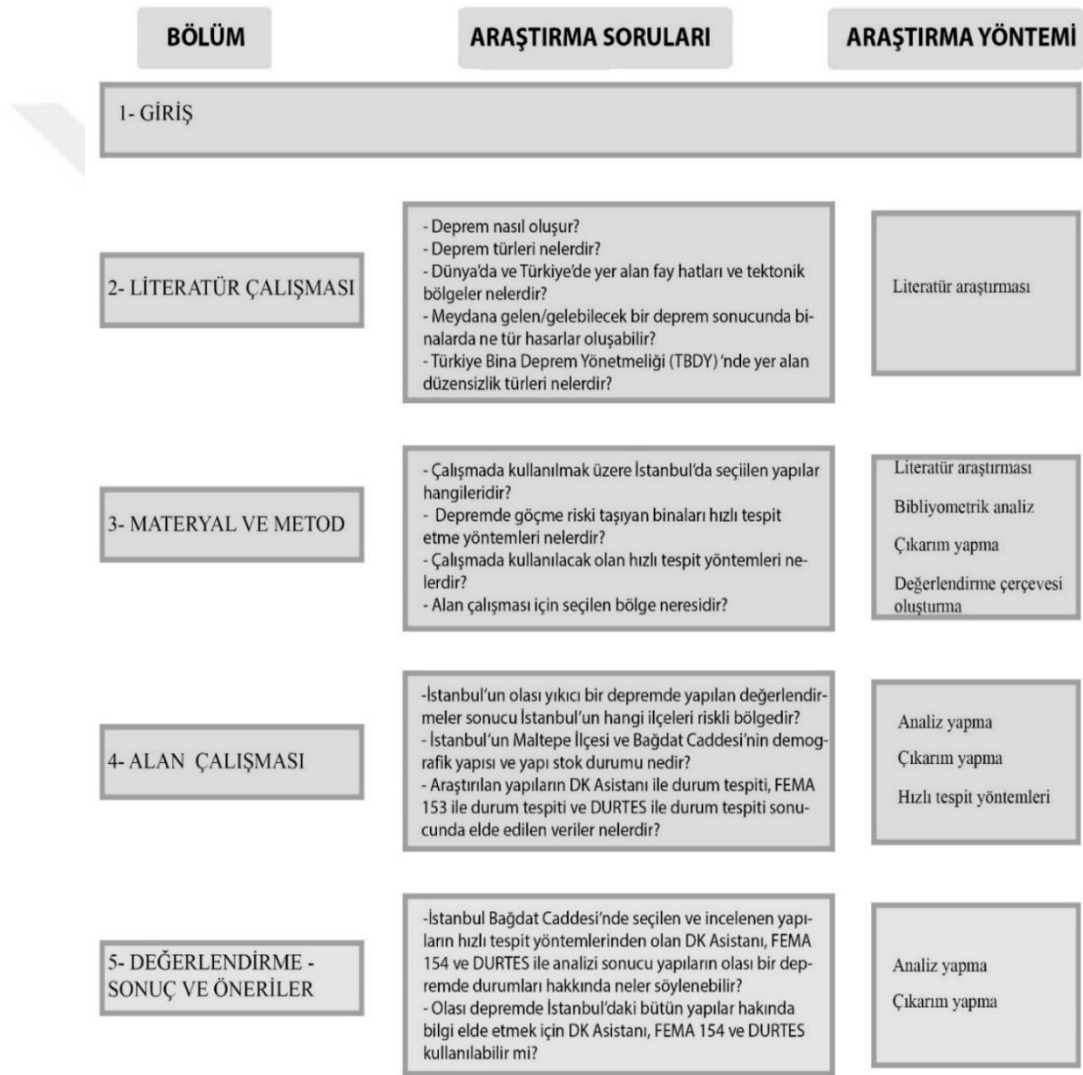 BÖLÜM
ARAŞTIRMA SORULARI
ARAŞTIRMA YÖNTEMİ
1- GİRİŞ
2- LİTERATÜR ÇALIŞMASI
- Deprem nasıl oluşur?
- Deprem türleri nelerdir?
- Dünya'da ve Türkiye'de yer alan fay hatları ve tektonik
bölgeler nelerdir?
- Meydana gelen/gelebilecek bir deprem sonucunda bi-
nalarda ne tür hasarlar oluşabilir?
- Türkiye Bina Deprem Yönetmeliği (TBDY) 'nde yer alan
düzensizlik türleri nelerdir?
Literatür araştırması
3- MATERYAL VE METOD
- Çalışmada kullanılmak üzere İstanbul'da seçiilen yapılar
hangileridir?
- Depremde göçme riski taşıyan binaları hızlı tespit
etme yöntemleri nelerdir?
- Çalışmada kullanılacak olan hızlı tespit yöntemleri ne-
lerdir?
- Alan çalışması için seçilen bölge neresidir?
Literatür araştırması
Bibliyometrik analiz
Çıkarım yapma
Değerlendirme çerçevesi
oluşturma
4- ALAN ÇALIŞMASI
-İstanbul'un olası yıkıcı bir depremde yapılan değerlendir-
meler sonucu İstanbul'un hangi ilçeleri riskli bölgedir?
- İstanbul'un Maltepe İlçesi ve Bağdat Caddesi'nin demog-
rafik yapısı ve yapı stok durumu nedir?
- Araştırılan yapıların DK Asistanı ile durum tespiti, FEMA
153 ile durum tespiti ve DURTES ile durum tespiti sonu-
cunda elde edilen veriler nelerdir?
Analiz yapma
Çıkarım yapma
Hızlı tespit yöntemleri
5- DEĞERLENDİRME -
SONUÇ VE ÖNERİLER
-İstanbul Bağdat Caddesi'nde seçilen ve incelenen yapı-
ların hızlı tespit yöntemlerinden olan DK Asistanı, FEMA
154 ve DURTES ile analizi sonucu yapıların olası bir dep-
remde durumları hakkında neler söylenebilir?
- Olası depremde İstanbul'daki bütün yapılar hakında
bilgi elde etmek için DK Asistanı, FEMA 154 ve DURTES
kullanılabilir mi?
Analiz yapma
Çıkarım yapma